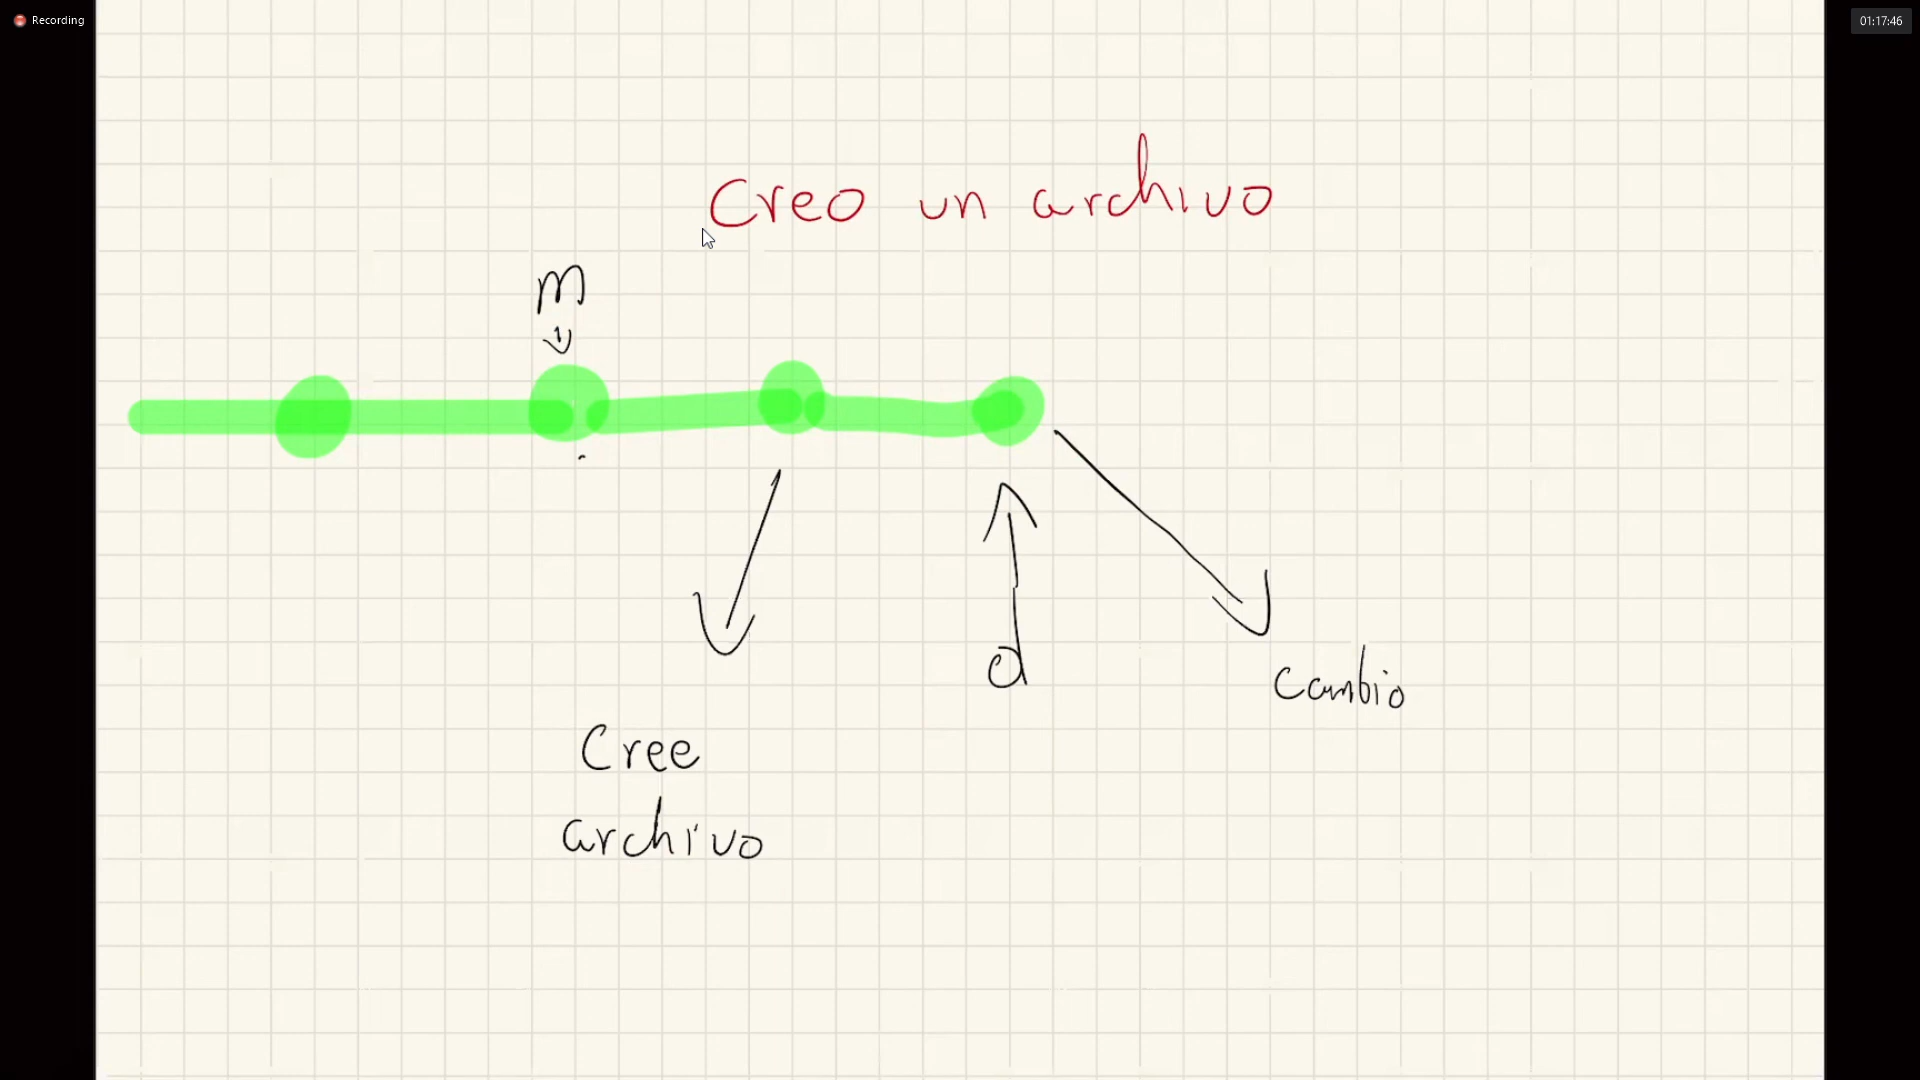 Recording
01:17:46
Creo un archivo
m
d
Cambio
Cree
archivo